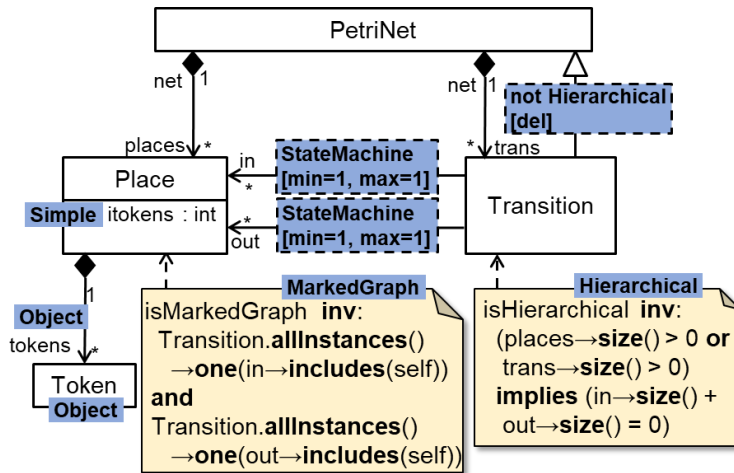 PetriNet
net
1
net
1
not Hierarchical
[del]
places
*
*
trans
Place
in
*
StateMachine
[min=1, max=1]
Transition
Simple
itokens : int
*
out
StateMachine
[min=1, max=1]
1
Object
tokens
*
Token
Object
MarkedGraph
isMarkedGraph inv:
Transition.allInstances()
→one(in→includes(self))
and
Transition.allInstances()
→one(out→includes(self))
Hierarchical
isHierarchical inv:
(places→size() > 0 or
trans→size() > 0)
implies (in→size() +
out→size() = 0)